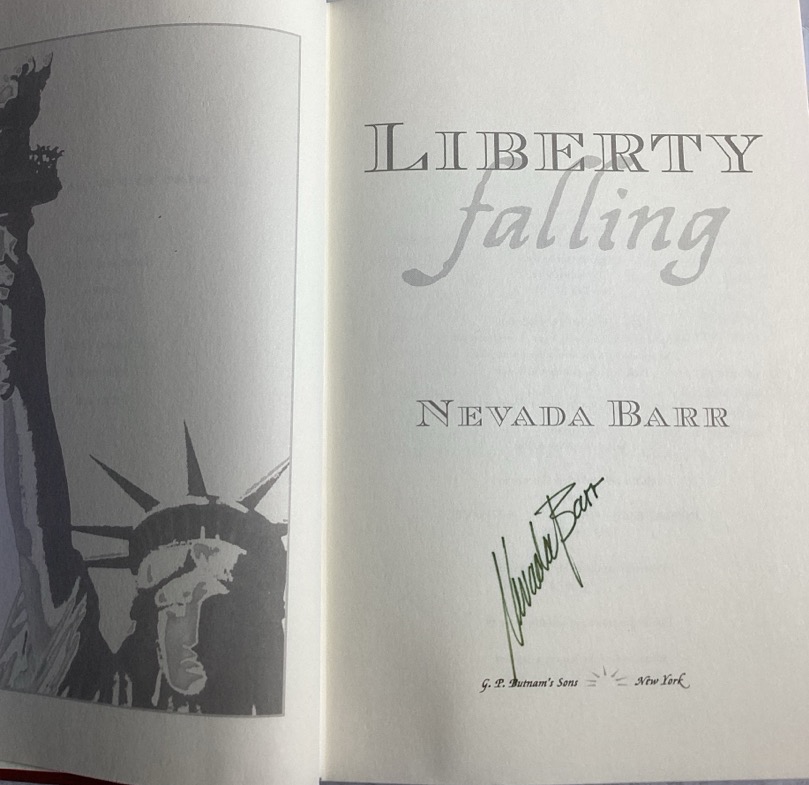 LIBERTY
falling
NEVADA BARR
Nevada Barr
G. P. Putnam's Sons New York